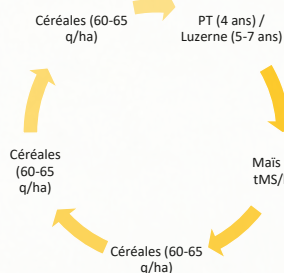 Céréales (60-65
q/ha)
PT (4 ans) /
Luzerne (5-7 ans)
Maïs
tMS/
Céréales (60-65
q/ha)
Céréales
(60-65
q/ha)